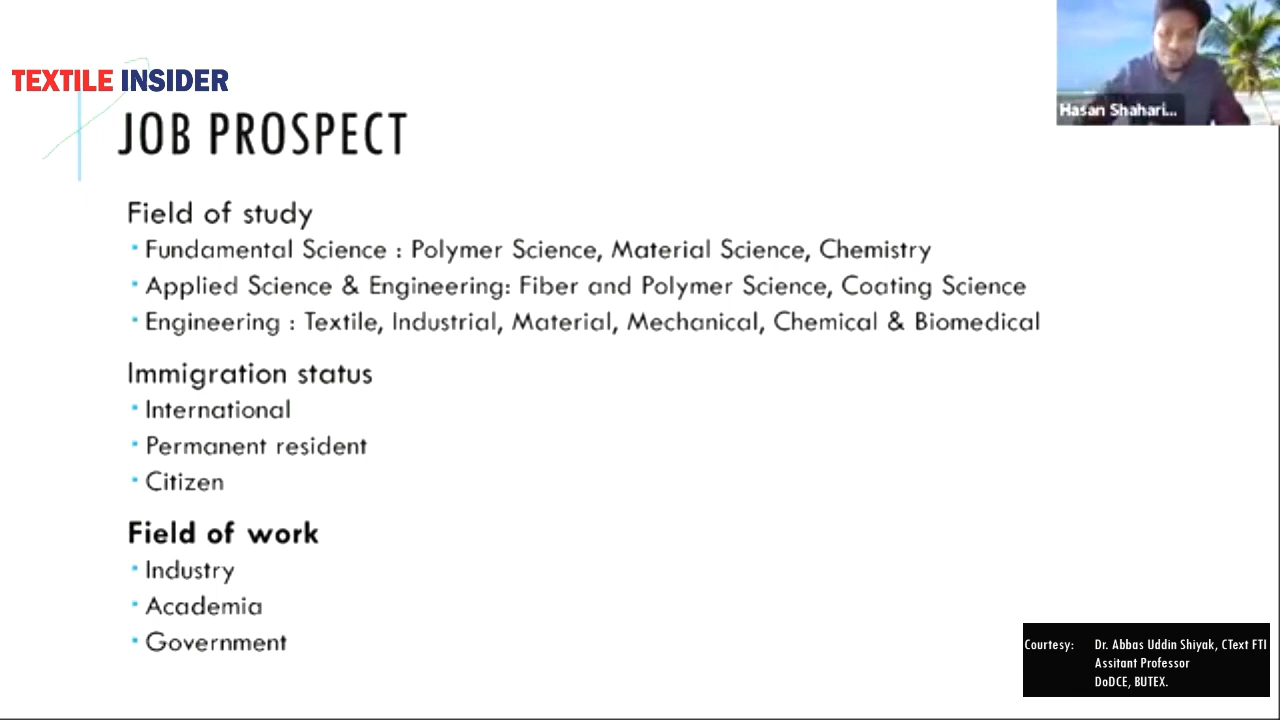 TEXTILE INSIDER
Hasan Shahari...
JOB PROSPECT
Field of study
Fundamental Science : Polymer Science, Material Science, Chemistry
Applied Science & Engineering: Fiber and Polymer Science, Coating Science
Engineering : Textile, Industrial, Material, Mechanical, Chemical & Biomedical
Immigration status
International
Permanent resident
Citizen
Field of work
Industry
Academia
Government
Courtesy: Dr. Abbas Uddin Shiyak, CText FTI
Assitant Professor
DoDCE, BUTEX.